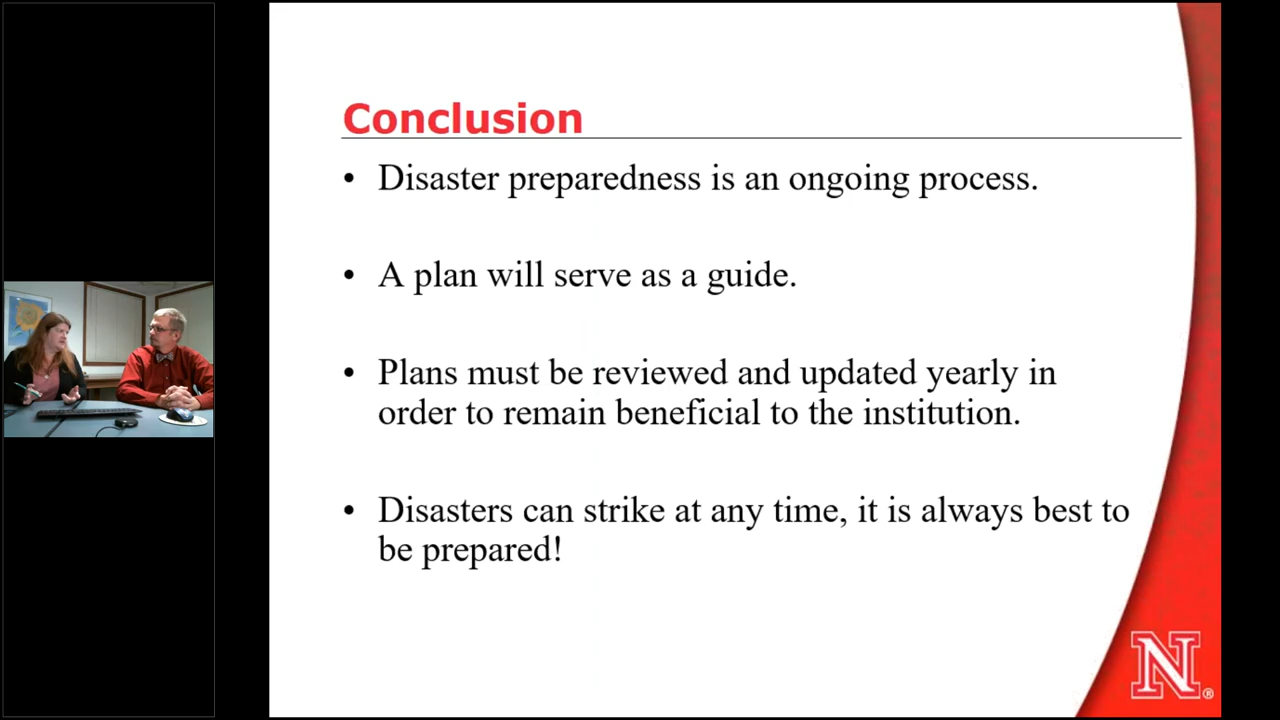 Conclusion
• Disaster preparedness is an ongoing process.
• A plan will serve as a guide.
• Plans must be reviewed and updated yearly in
order to remain beneficial to the institution.
• Disasters can strike at any time, it is always best to
be prepared!
N®